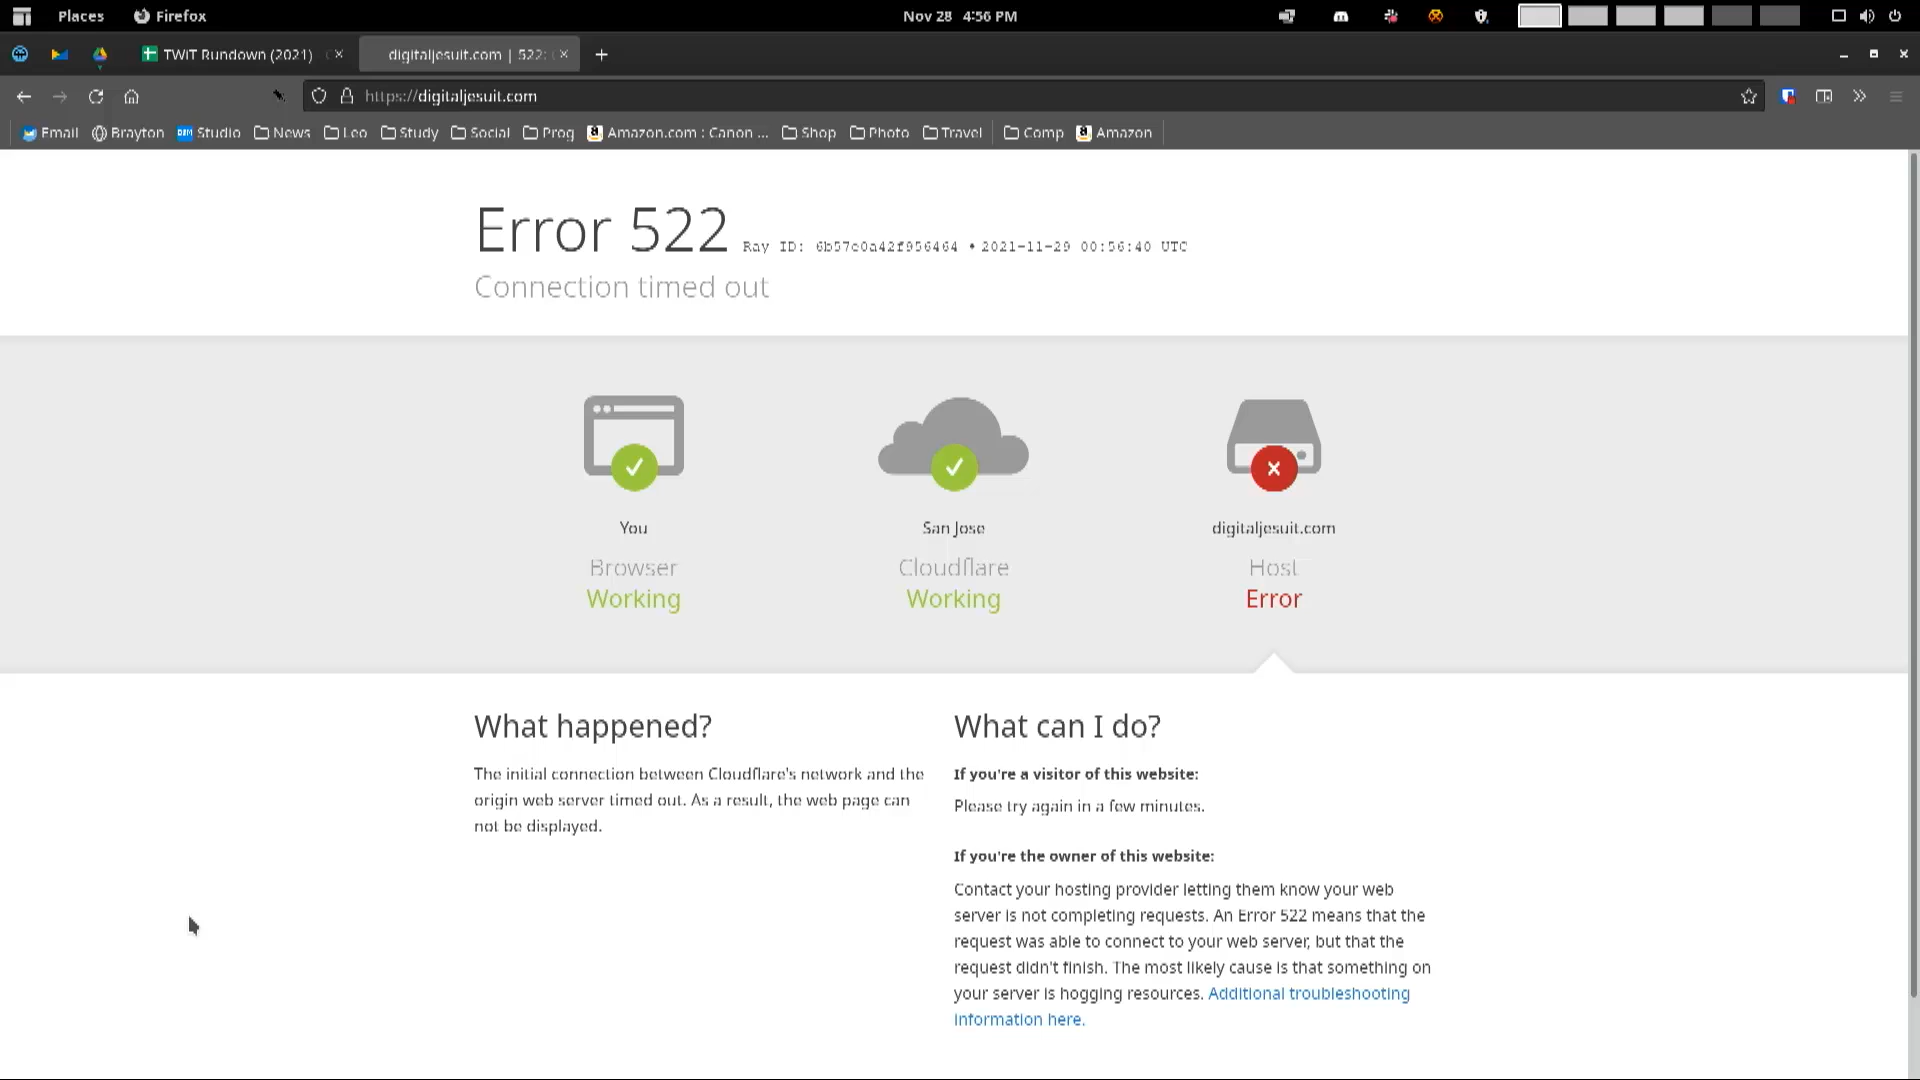 Places Firefox Nov 28 4:56 PM
TWiT Rundown (2021) digitaljesuit.com | 522:
https://digitaljesuit.com
Email Brayton Studio News Leo Study Social Prog Amazon.com : Canon ... Shop Photo Travel Comp Amazon
Error 522 Ray ID: 6b57e0a42f956464 • 2021-11-29 00:56:40 UTC
Connection timed out
You
Browser
Working
San Jose
Cloudflare
Working
digitaljesuit.com
Host
Error
What happened?
The initial connection between Cloudflare's network and the
origin web server timed out. As a result, the web page can
not be displayed.
What can I do?
If you're a visitor of this website:
Please try again in a few minutes.
If you're the owner of this website:
Contact your hosting provider letting them know your web
server is not completing requests. An Error 522 means that the
request was able to connect to your web server, but that the
request didn't finish. The most likely cause is that something on
your server is hogging resources. Additional troubleshooting
information here.